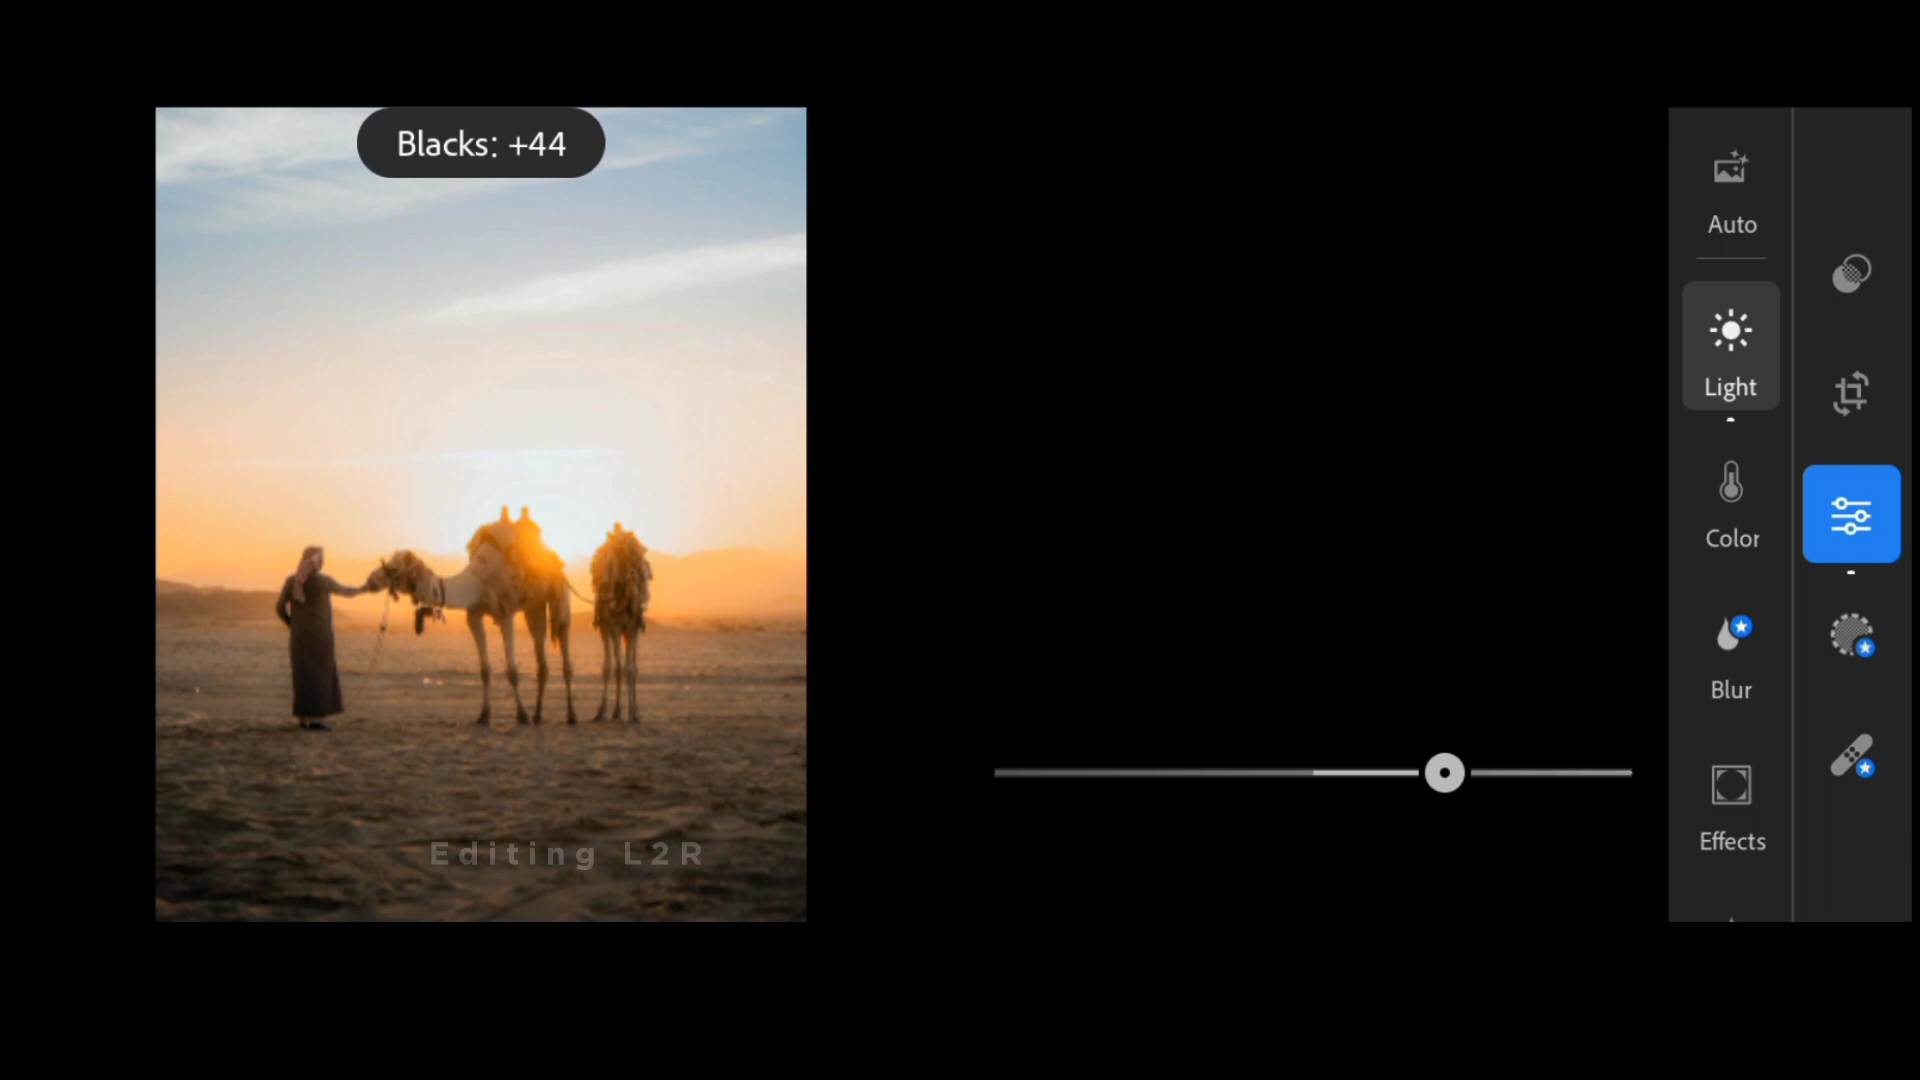 Blacks: +44
Auto
Light
Color
Blur
Effects
Editing L2R